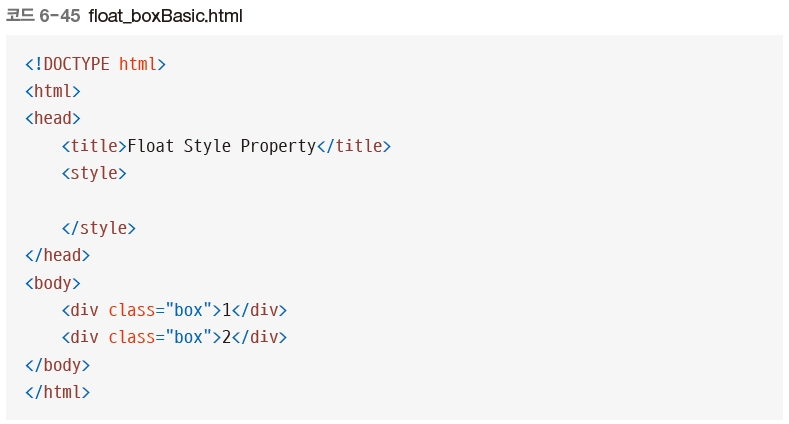 코드 6-45 float_boxBasic.html
<!DOCTYPE html>
<html>
<head>
    <title>Float Style Property</title>
    <style>

    </style>
</head>
<body>
    <div class="box">1</div>
    <div class="box">2</div>
</body>
</html>